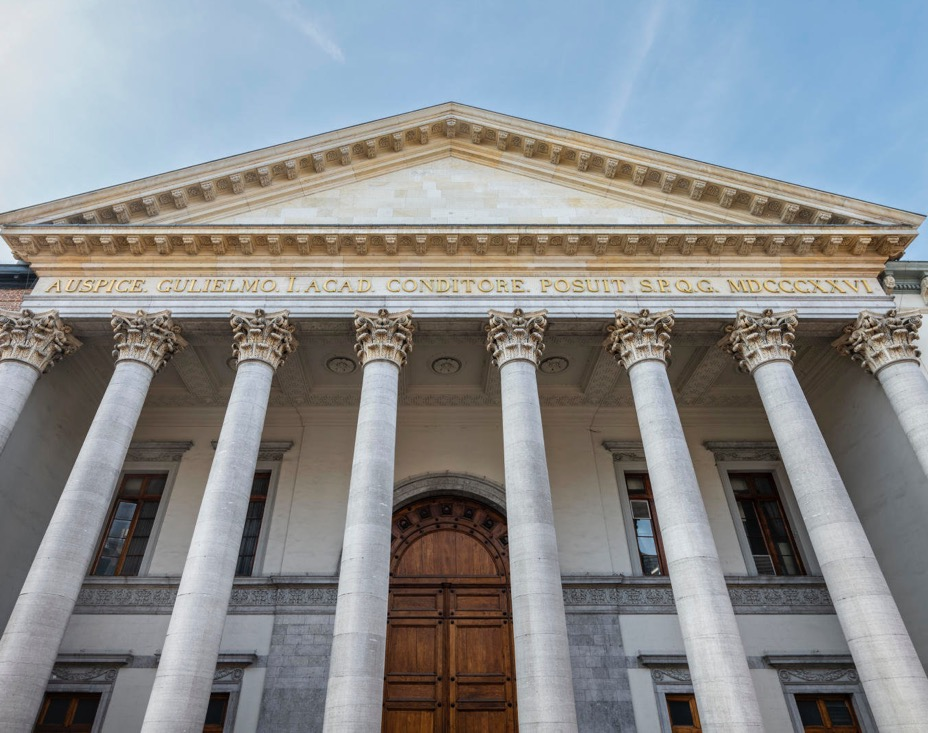 AUSPICE. GULIELMO. I. ACAD. CONDITORE. POSUIT. S.P.Q.G. MDCCCXXVI